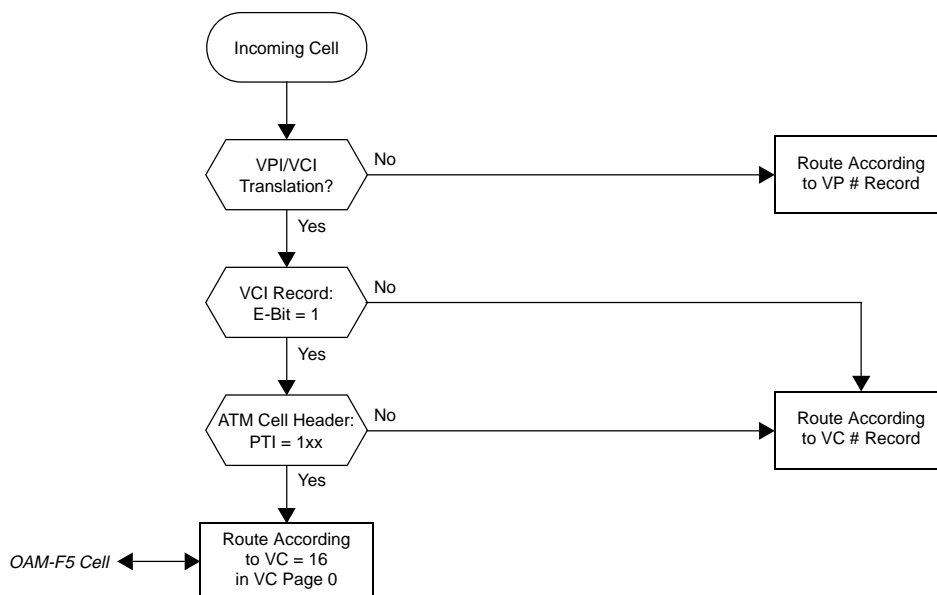 Incoming Cell
VPI/VCI
Translation?
No
Route According
to VP # Record
Yes
VCI Record:
E-Bit = 1
No
Yes
ATM Cell Header:
PTI = 1xx
No
Route According
to VC # Record
Yes
Route According
to VC = 16
in VC Page 0
OAM-F5 Cell